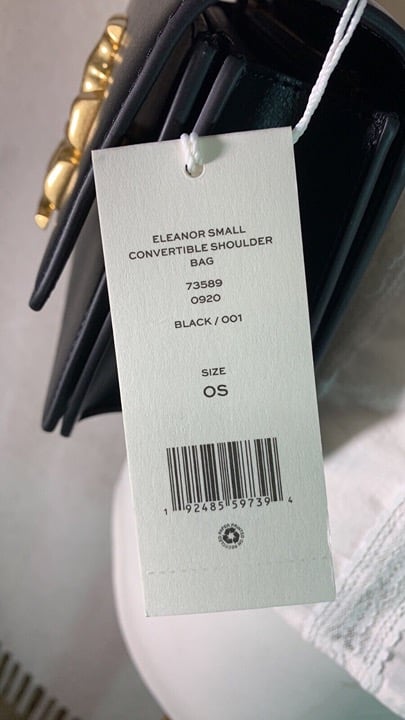 ELEANOR SMALL
CONVERTIBLE SHOULDER
BAG
73589
0920
BLACK / 001
SIZE
OS
1 92485 59739 4